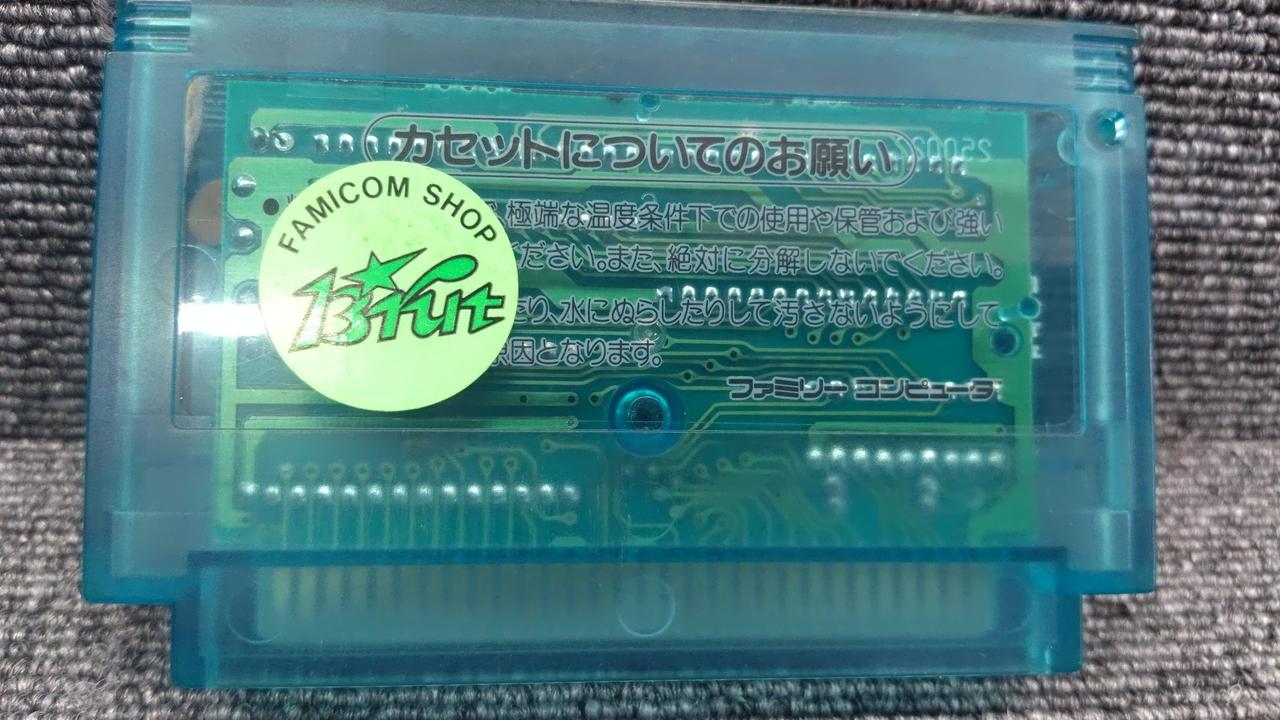 カセットについてのお願い
FAMICOM SHOP
極端な温度条件下での使用や保管および強い
ださい。また、絶対に分解しないでください。
たり、水にぬらしたりして汚さないようにして
原因となります。
ファミリー コンピュータ